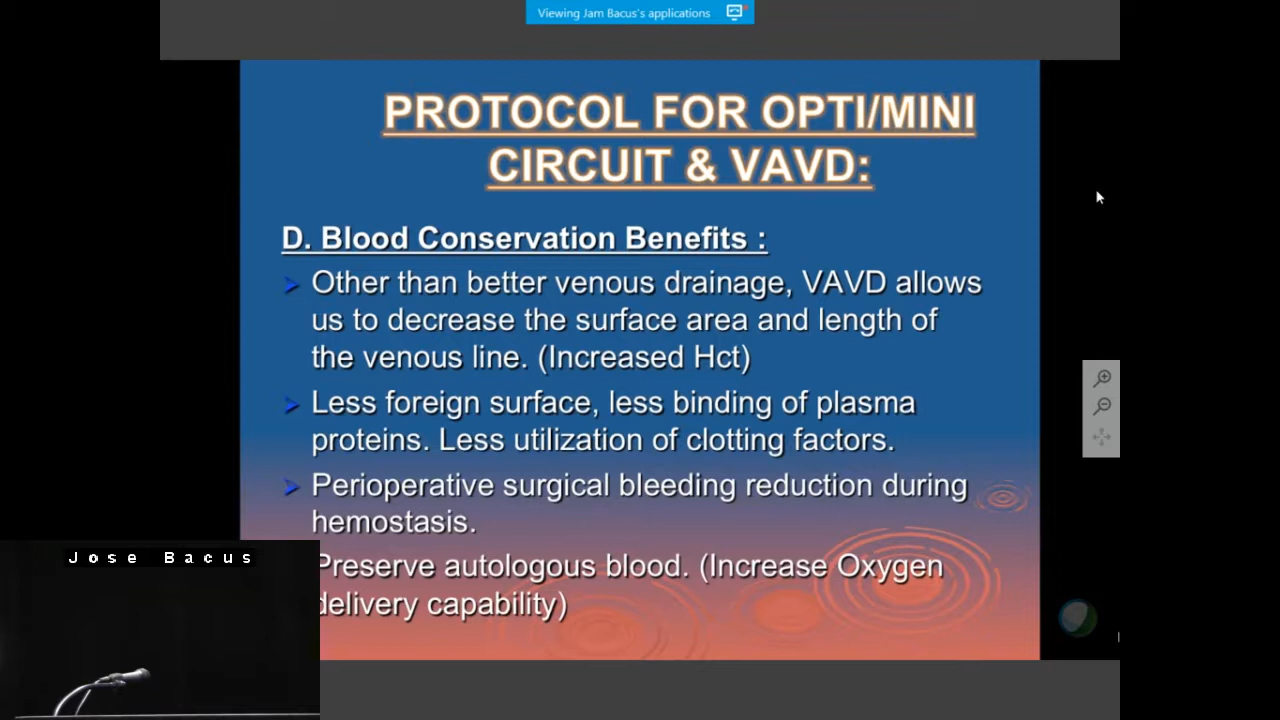 Viewing Jam Bacus's applications
PROTOCOL FOR OPTI/MINI
CIRCUIT & VAVD:
D. Blood Conservation Benefits :
Other than better venous drainage, VAVD allows
us to decrease the surface area and length of
the venous line. (Increased Hct)
Less foreign surface, less binding of plasma
proteins. Less utilization of clotting factors.
Perioperative surgical bleeding reduction during
hemostasis.
Preserve autologous blood. (Increase Oxygen
delivery capability)
Jose Bacus